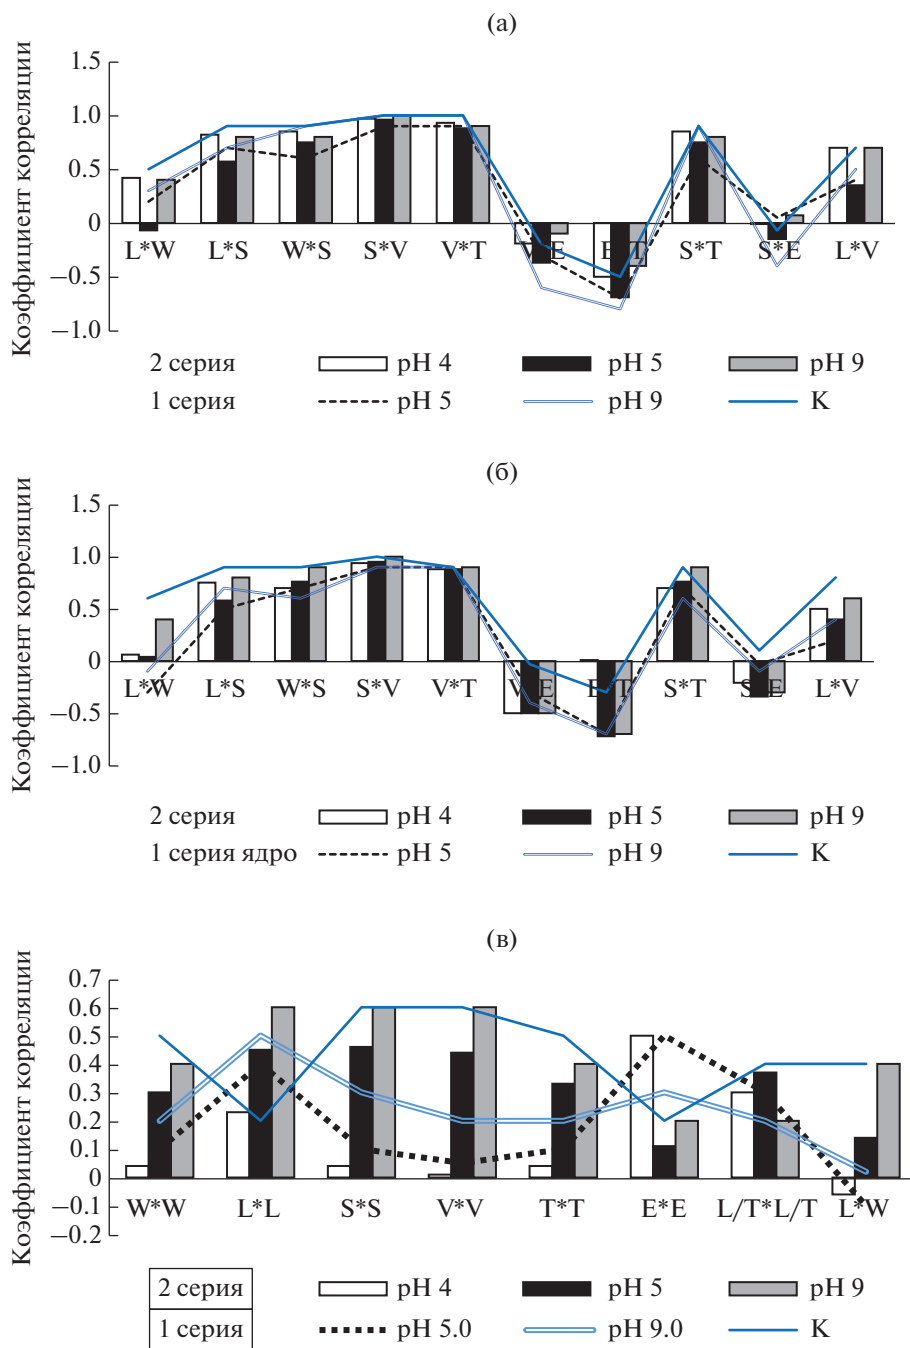 (а)
Коэффициент корреляции
1.5
1.0
0.5
0
−0.5
−1.0
L*W L*S W*S S*V V*T V*E E*T S*T S*E L*V
2 серия pH 4 pH 5 pH 9
1 серия pH 5 pH 9 K
(б)
Коэффициент корреляции
1.5
1.0
0.5
0
−0.5
−1.0
L*W L*S W*S S*V V*T V*E E*T S*T S*E L*V
2 серия pH 4 pH 5 pH 9
1 серия ядро pH 5 pH 9 K
(в)
Коэффициент корреляции
0.7
0.6
0.5
0.4
0.3
0.2
0.1
0
−0.1
−0.2
W*W L*L S*S V*V T*T E*E L/T*L/T L*W
2 серия pH 4 pH 5 pH 9
1 серия pH 5.0 pH 9.0 K